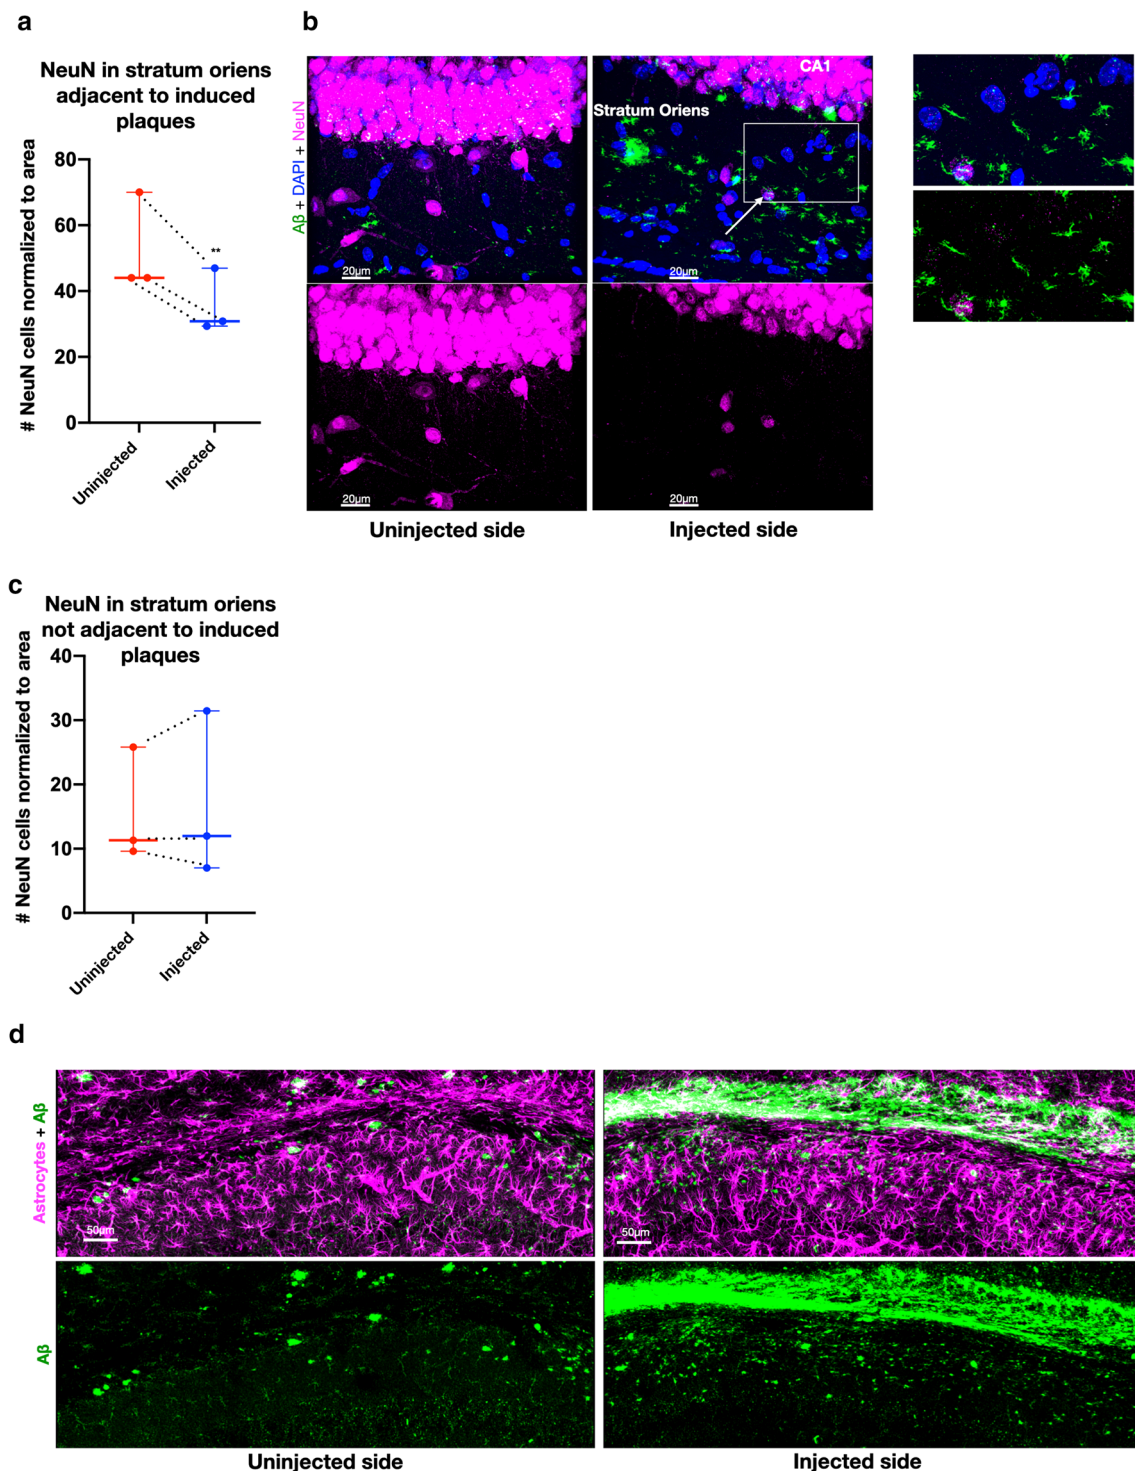 a
NeuN in stratum oriens
adjacent to induced
plaques
# NeuN cells normalized to area
80
60
40
20
0
**
Uninjected
Injected
b
Aβ + DAPI + NeuN
CA1
Stratum Oriens
20μm
20μm
20μm
20μm
Uninjected side
Injected side
c
NeuN in stratum oriens
not adjacent to induced
plaques
# NeuN cells normalized to area
40
30
20
10
0
Uninjected
Injected
d
Astrocytes + Aβ
50μm
50μm
Aβ
Uninjected side
Injected side